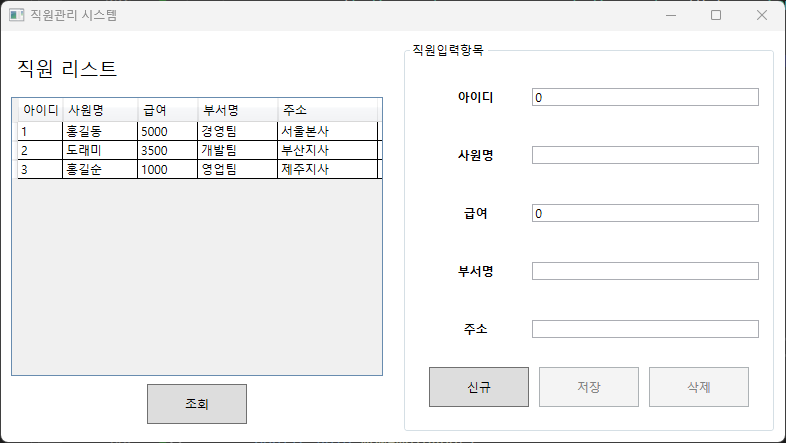 직원관리 시스템
직원 리스트
아이디 사원명 급여 부서명 주소
1 홍길동 5000 경영팀 서울본사
2 도래미 3500 개발팀 부산지사
3 홍길순 1000 영업팀 제주지사
조회
직원입력항목
아이디 0
사원명
급여 0
부서명
주소
신규 저장 삭제